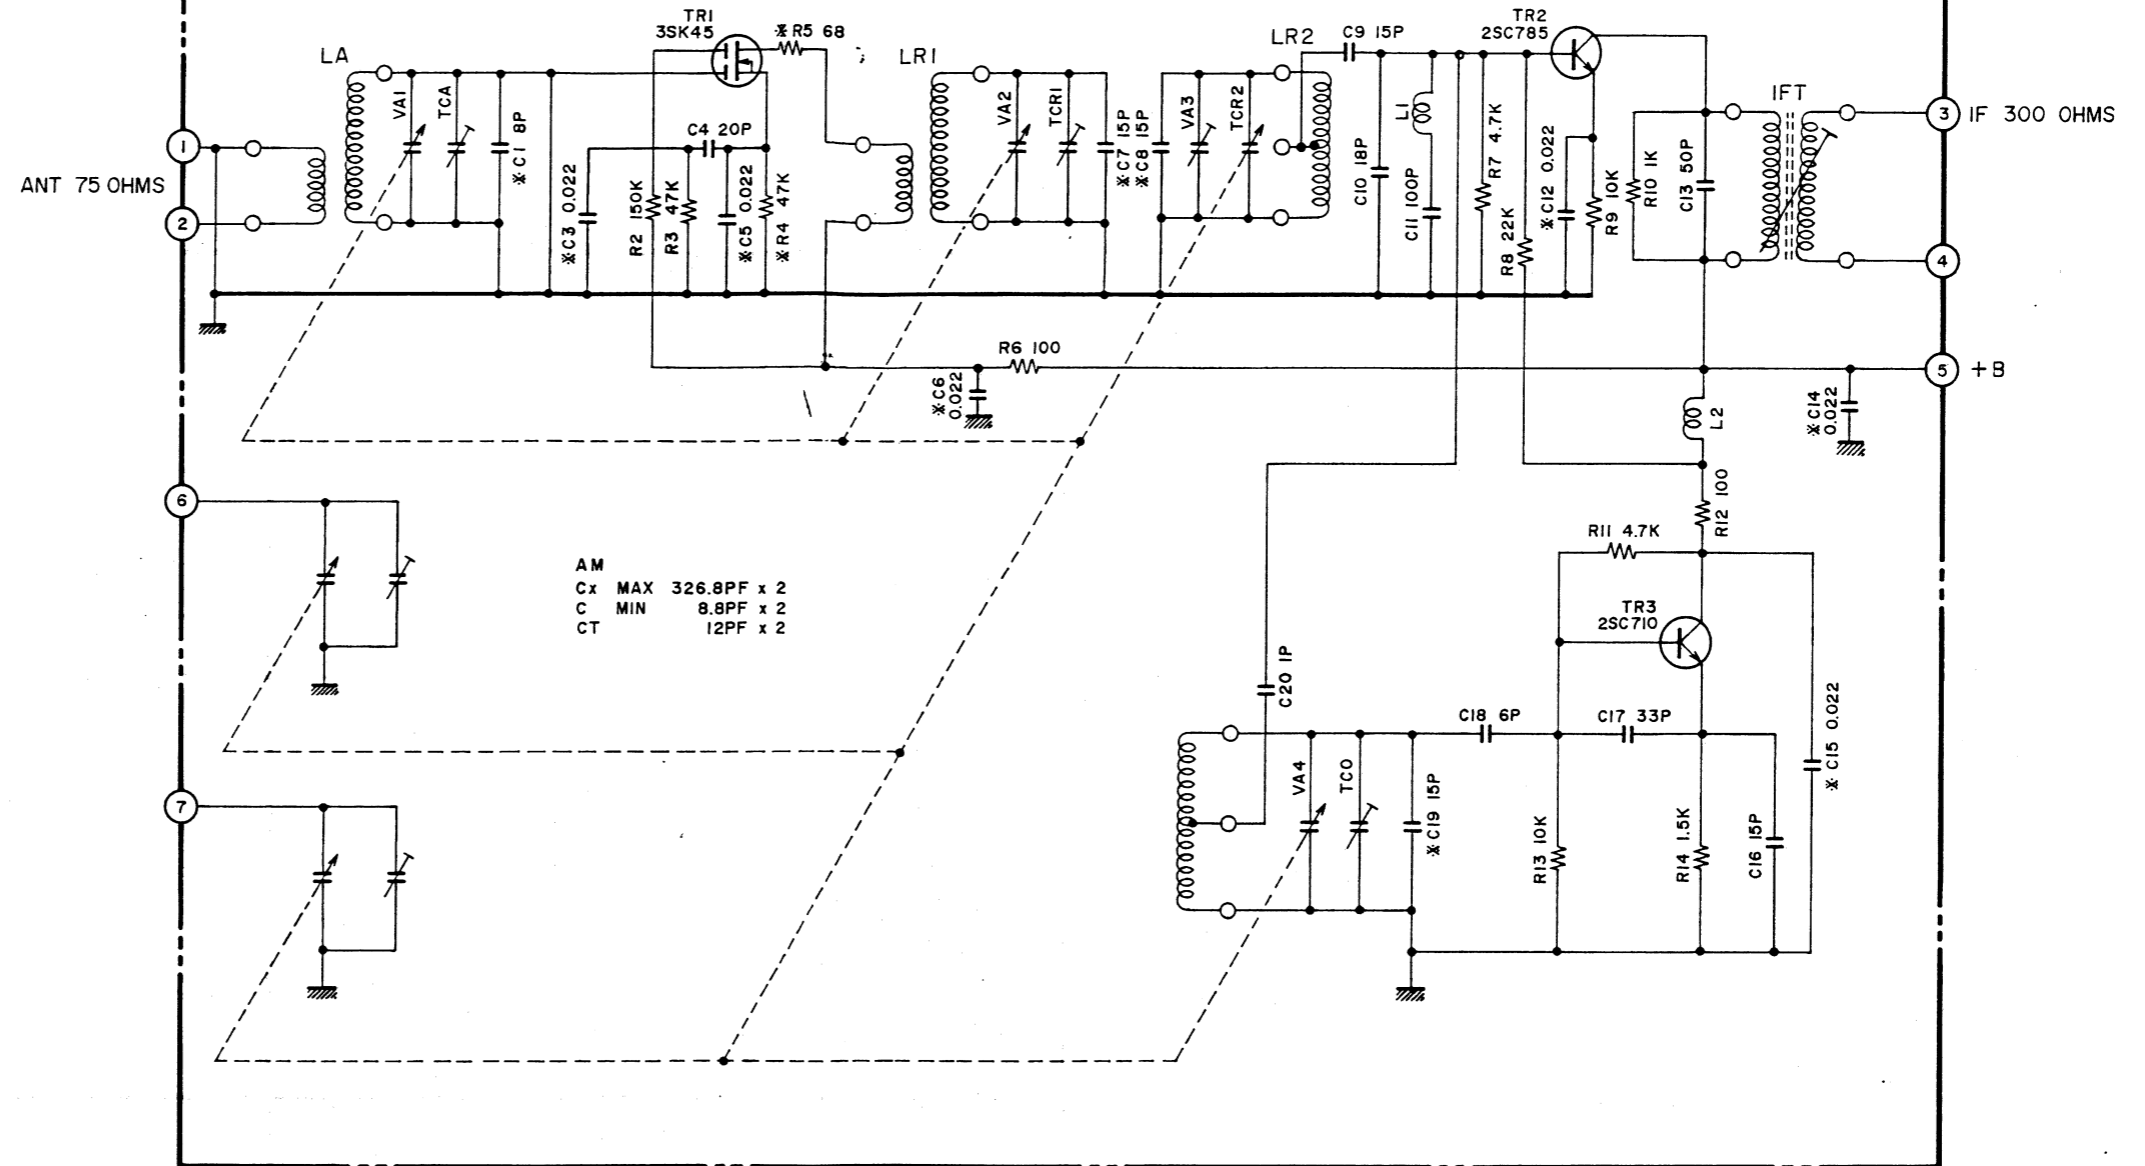 TR1
3SK45
※ R5 68
LA
LR1
LR2
C9 15P
TR2
2SC785
VA1
TCA
※ C1 8P
C4 20P
※ C3 0.022
R2 150K
R3 47K
※ C5 0.022
※ R4 47K
VA2
TCR1
※ C7 15P
※ C8 15P
VA3
TCR2
C10 18P
L1
C11 100P
R7 4.7K
R8 22K
※ C12 0.022
R9 10K
R10 1K
C13 50P
IFT
1
ANT 75 OHMS
2
3 IF 300 OHMS
4
R6 100
※ C6
0.022
5 +B
L2
※ C14
0.022
6
AM
Cx MAX 326.8PF x 2
C MIN 8.8PF x 2
CT 12PF x 2
R12 100
R11 4.7K
TR3
2SC710
C20 1P
C18 6P
C17 33P
※ C15 0.022
7
VA4
TCO
※ C19 15P
R13 10K
R14 1.5K
C16 15P